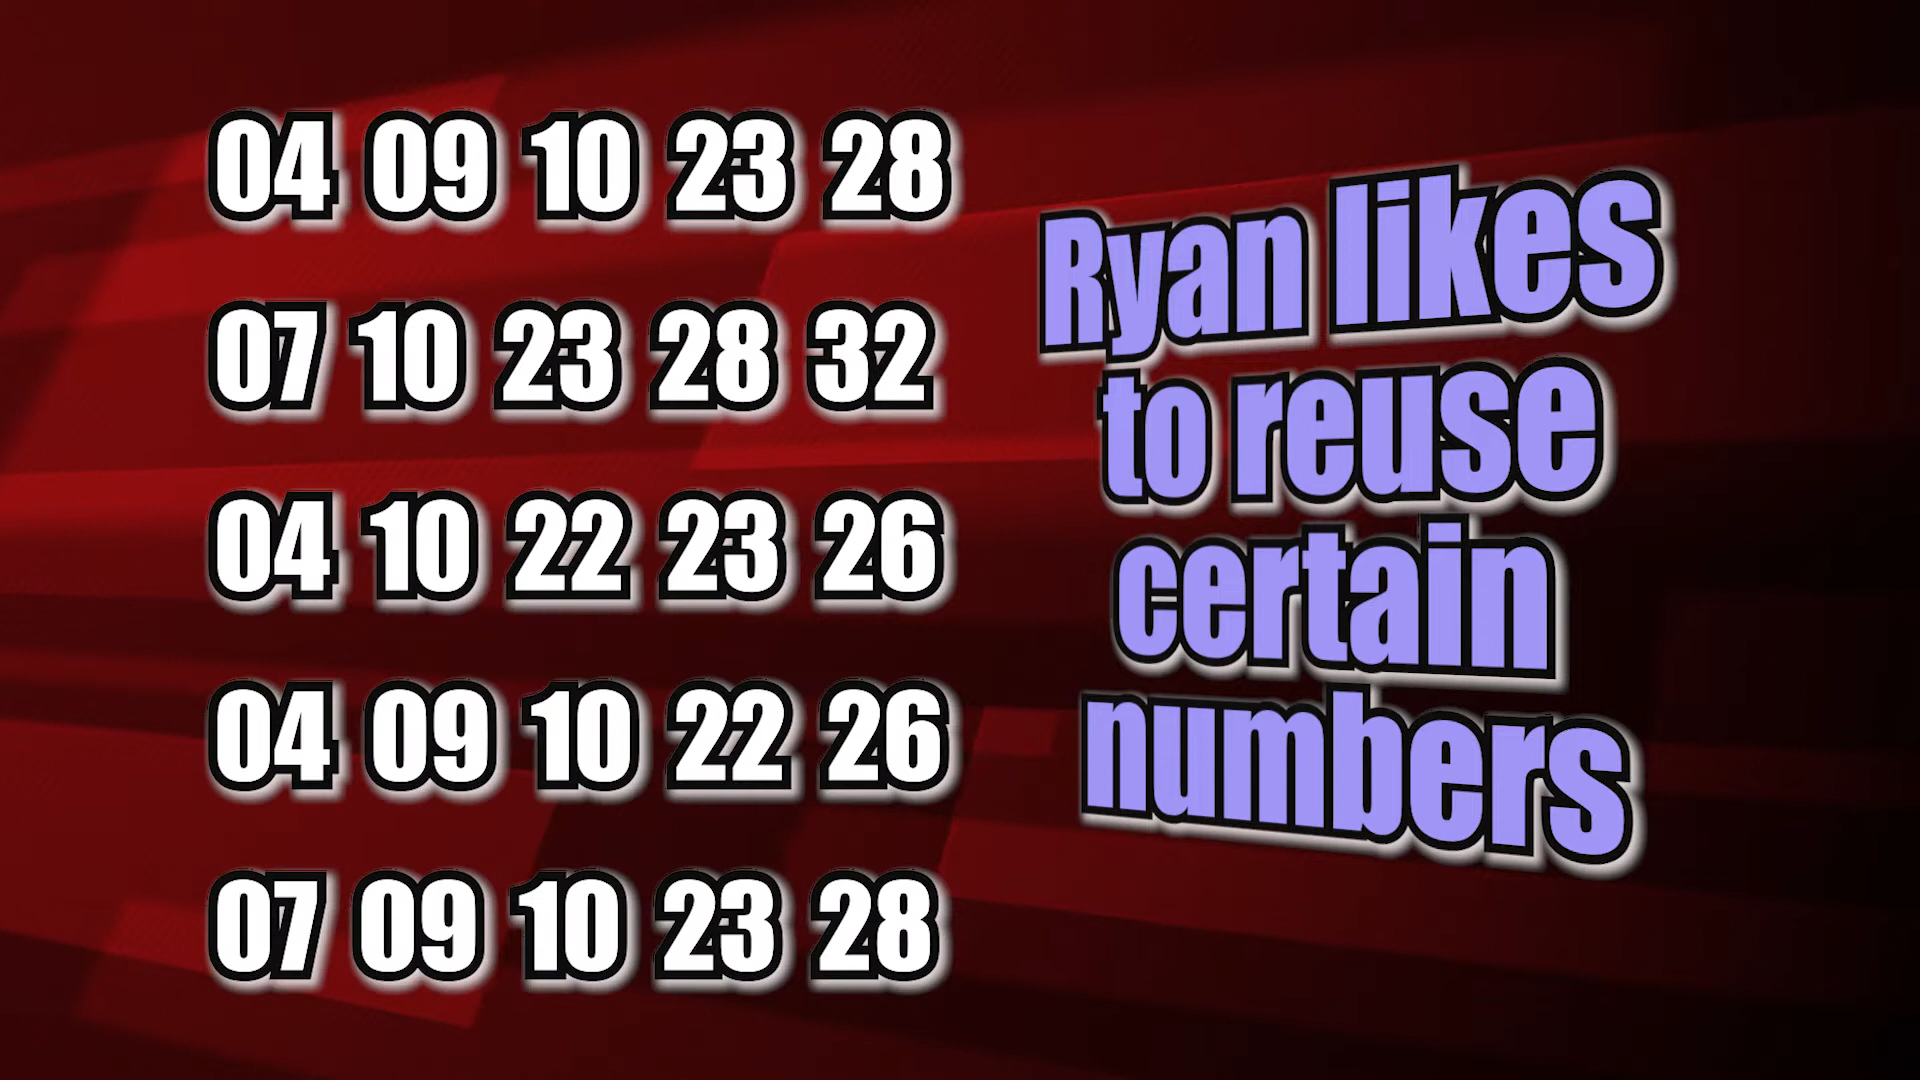 04 09 10 23 28
07 10 23 28 32
04 10 22 23 26
04 09 10 22 26
07 09 10 23 28
Ryan likes
to reuse
certain
numbers